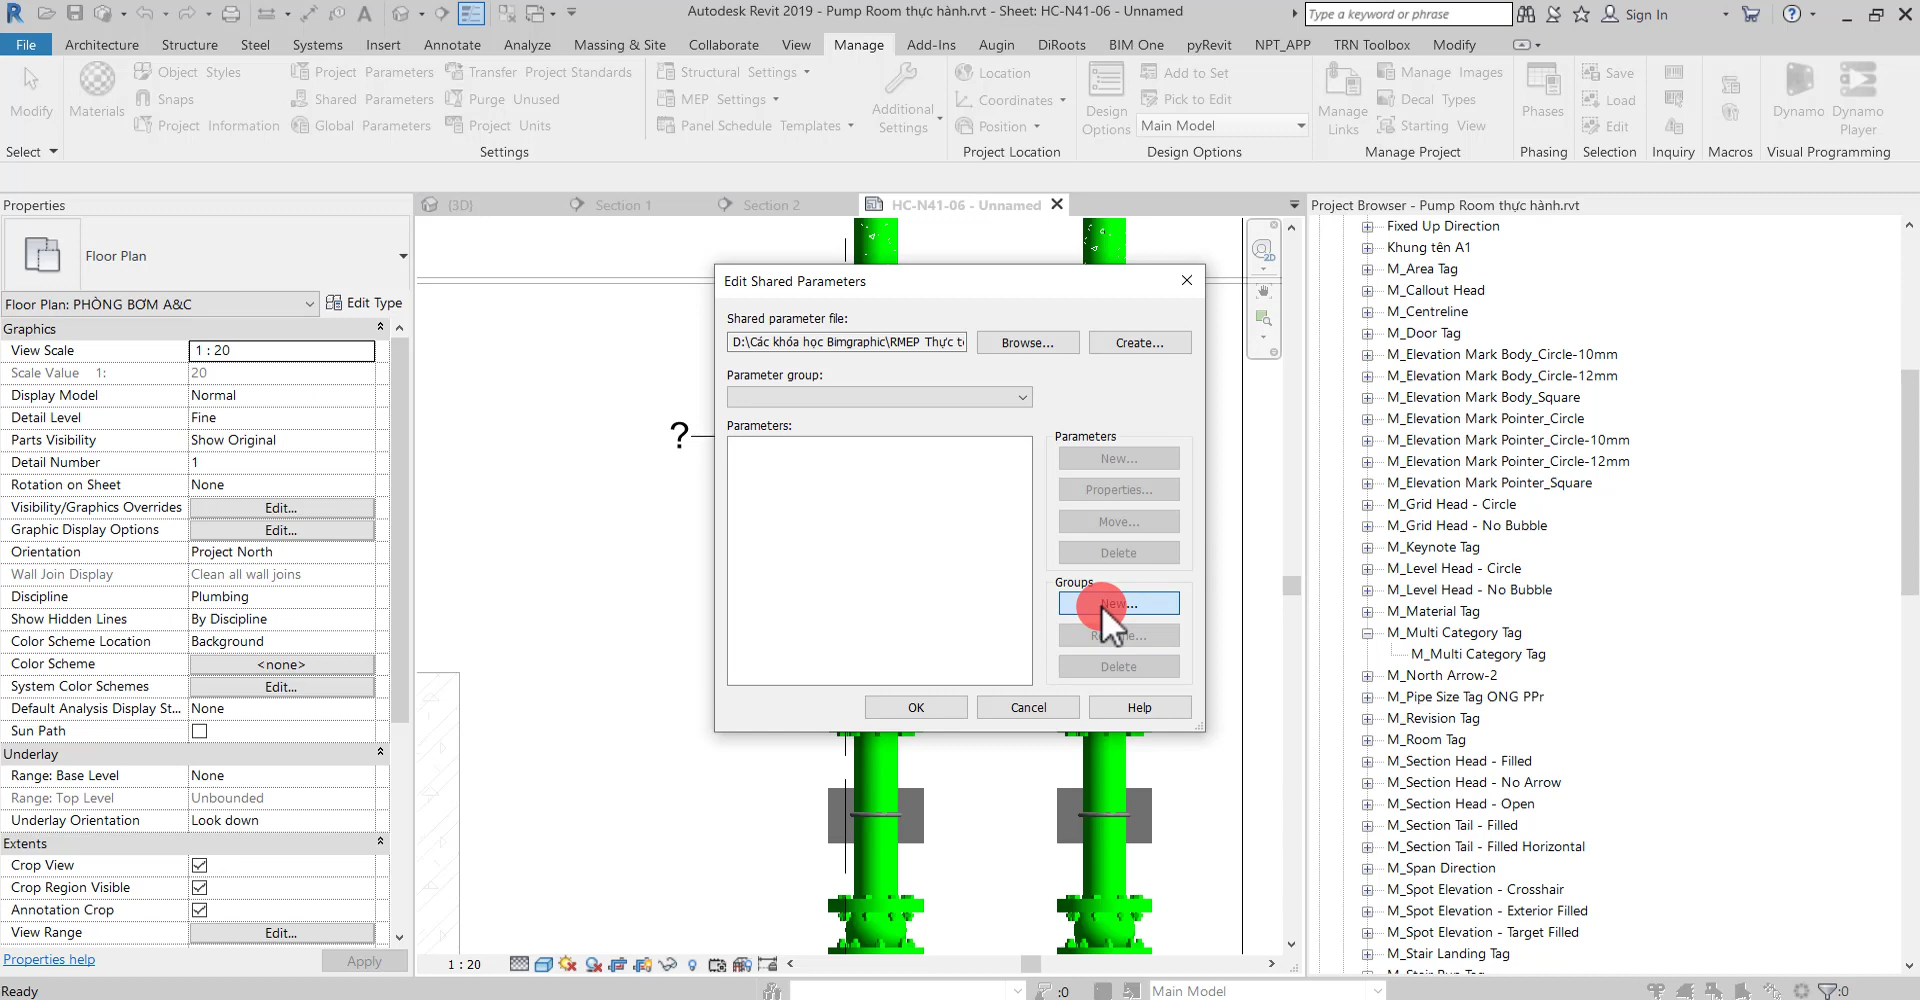 Autodesk Revit 2019 - Pump Room thực hành.rvt - Sheet: HC-N41-06 - Unnamed
Type a keyword or phrase
Sign In
File Architecture Structure Steel Systems Insert Annotate Analyze Massing & Site Collaborate View Manage Add-Ins Augin DiRoots BIM One pyRevit NPT_APP TRN Toolbox Modify
Modify
Materials
Object Styles
Snaps
Project Information
Project Parameters
Shared Parameters
Global Parameters
Transfer Project Standards
Purge Unused
Project Units
Structural Settings
MEP Settings
Panel Schedule Templates
Additional
Settings
Location
Coordinates
Position
Design
Options
Add to Set
Pick to Edit
Main Model
Manage
Links
Manage Images
Decal Types
Starting View
Phases
Save
Load
Edit
Dynamo
Dynamo
Player
Select
Settings
Project Location
Design Options
Manage Project
Phasing
Selection
Inquiry
Macros
Visual Programming
Properties
Floor Plan
Floor Plan: PHÒNG BƠM A&C
Edit Type
Graphics
View Scale 1 : 20
Scale Value 1: 20
Display Model Normal
Detail Level Fine
Parts Visibility Show Original
Detail Number 1
Rotation on Sheet None
Visibility/Graphics Overrides Edit...
Graphic Display Options Edit...
Orientation Project North
Wall Join Display Clean all wall joins
Discipline Plumbing
Show Hidden Lines By Discipline
Color Scheme Location Background
Color Scheme <none>
System Color Schemes Edit...
Default Analysis Display St... None
Sun Path
Underlay
Range: Base Level None
Range: Top Level Unbounded
Underlay Orientation Look down
Extents
Crop View
Crop Region Visible
Annotation Crop
View Range Edit...
Properties help
Apply
{3D}
Section 1
Section 2
HC-N41-06 - Unnamed
2D
?
Edit Shared Parameters
Shared parameter file:
D:\Các khóa học Bimgraphic\RMEP Thực t
Browse...
Create...
Parameter group:
Parameters:
Parameters
New...
Properties...
Move...
Delete
Groups
New...
Delete
OK
Cancel
Help
1 : 20
Project Browser - Pump Room thực hành.rvt
Fixed Up Direction
Khung tên A1
M_Area Tag
M_Callout Head
M_Centreline
M_Door Tag
M_Elevation Mark Body_Circle-10mm
M_Elevation Mark Body_Circle-12mm
M_Elevation Mark Body_Square
M_Elevation Mark Pointer_Circle
M_Elevation Mark Pointer_Circle-10mm
M_Elevation Mark Pointer_Circle-12mm
M_Elevation Mark Pointer_Square
M_Grid Head - Circle
M_Grid Head - No Bubble
M_Keynote Tag
M_Level Head - Circle
M_Level Head - No Bubble
M_Material Tag
M_Multi Category Tag
M_Multi Category Tag
M_North Arrow-2
M_Pipe Size Tag ONG PPr
M_Revision Tag
M_Room Tag
M_Section Head - Filled
M_Section Head - No Arrow
M_Section Head - Open
M_Section Tail - Filled
M_Section Tail - Filled Horizontal
M_Span Direction
M_Spot Elevation - Crosshair
M_Spot Elevation - Exterior Filled
M_Spot Elevation - Target Filled
M_Stair Landing Tag
Ready
:0
Main Model
:0